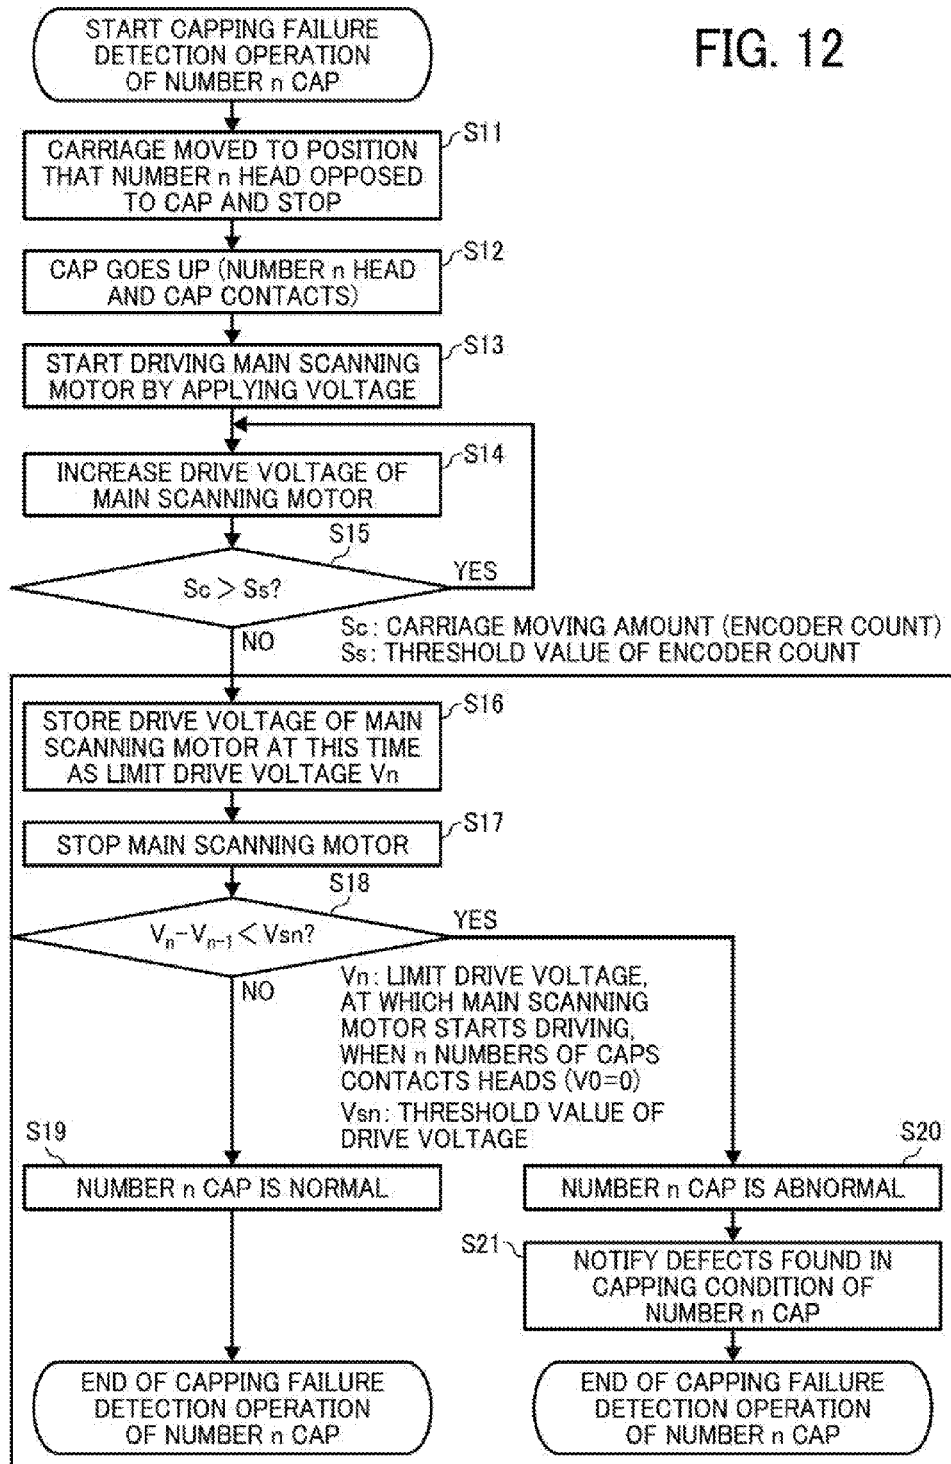 FIG. 12
START CAPPING FAILURE
DETECTION OPERATION
OF NUMBER n CAP
S11
CARRIAGE MOVED TO POSITION
THAT NUMBER n HEAD OPPOSED
TO CAP AND STOP
S12
CAP GOES UP (NUMBER n HEAD
AND CAP CONTACTS)
S13
START DRIVING MAIN SCANNING
MOTOR BY APPLYING VOLTAGE
S14
INCREASE DRIVE VOLTAGE OF
MAIN SCANNING MOTOR
S15
Sc > Ss?
YES
NO
Sc: CARRIAGE MOVING AMOUNT (ENCODER COUNT)
Ss: THRESHOLD VALUE OF ENCODER COUNT
S16
STORE DRIVE VOLTAGE OF MAIN
SCANNING MOTOR AT THIS TIME
AS LIMIT DRIVE VOLTAGE Vn
S17
STOP MAIN SCANNING MOTOR
S18
Vn-Vn-1 < Vsn?
YES
NO
Vn: LIMIT DRIVE VOLTAGE,
AT WHICH MAIN SCANNING
MOTOR STARTS DRIVING,
WHEN n NUMBERS OF CAPS
CONTACTS HEADS (V0=0)
Vsn: THRESHOLD VALUE OF
DRIVE VOLTAGE
S19
NUMBER n CAP IS NORMAL
S20
NUMBER n CAP IS ABNORMAL
S21
NOTIFY DEFECTS FOUND IN
CAPPING CONDITION OF
NUMBER n CAP
END OF CAPPING FAILURE
DETECTION OPERATION
OF NUMBER n CAP
END OF CAPPING FAILURE
DETECTION OPERATION
OF NUMBER n CAP